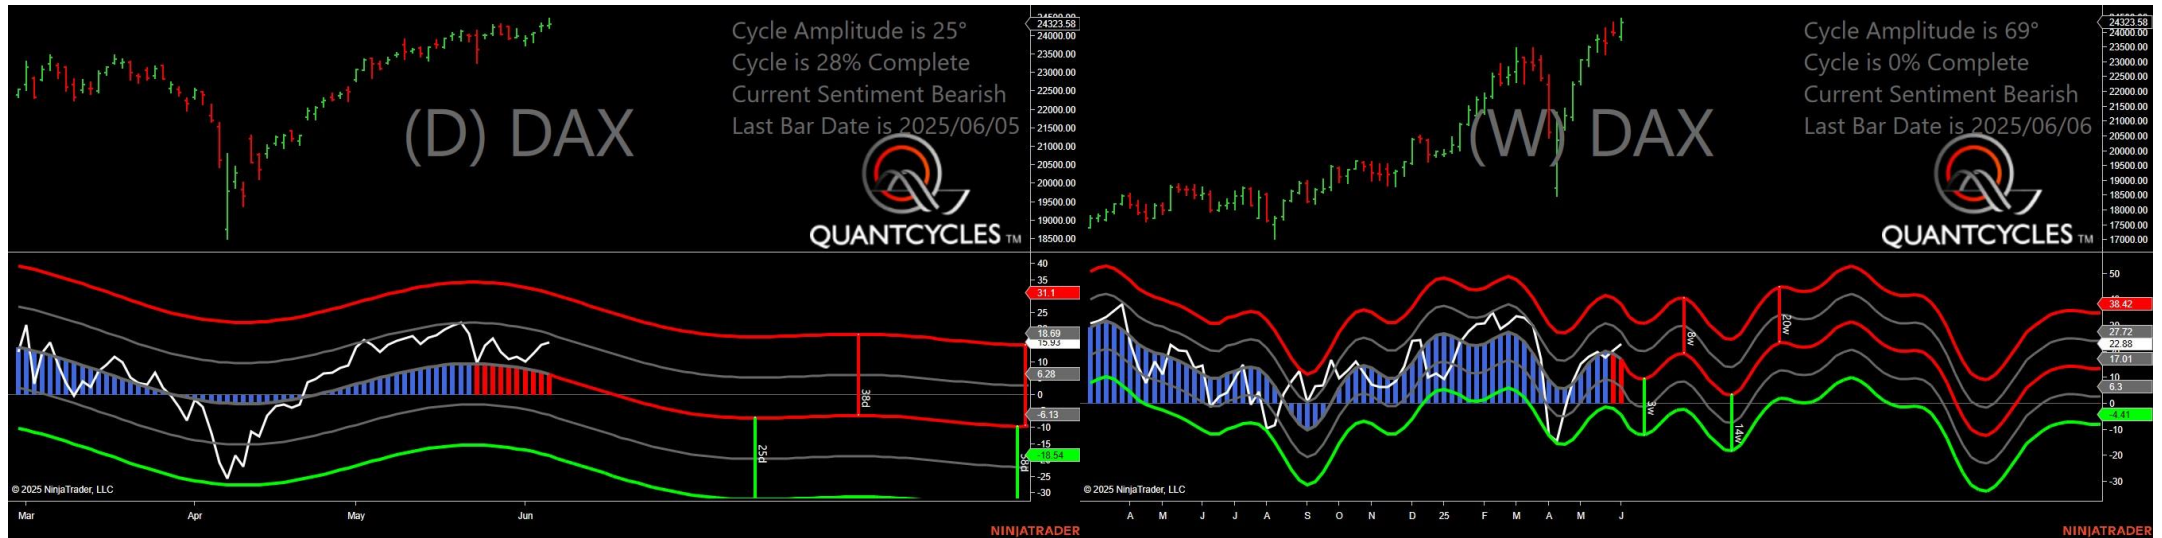 (D) DAX
Cycle Amplitude is 25°
Cycle is 28% Complete
Current Sentiment Bearish
Last Bar Date is 2025/06/05
QUANTCYCLES TM
24323.58
24000.00
23500.00
23000.00
22500.00
22000.00
21500.00
21000.00
20500.00
20000.00
19500.00
19000.00
18500.00
40
35
31.1
25
18.69
15.93
10
6.28
0
-6.13
-10
-15
-18.54
-25
-30
25d
38d
© 2025 NinjaTrader, LLC
Mar
Apr
May
Jun
NINJATRADER
(W) DAX
Cycle Amplitude is 69°
Cycle is 0% Complete
Current Sentiment Bearish
Last Bar Date is 2025/06/06
QUANTCYCLES TM
24323.58
24000.00
23500.00
23000.00
22500.00
22000.00
21500.00
21000.00
20500.00
20000.00
19500.00
19000.00
18500.00
18000.00
17500.00
17000.00
50
38.42
27.72
22.88
17.01
10
6.3
0
-4.41
-10
-20
-30
3w
8w
14w
20w
© 2025 NinjaTrader, LLC
A M J J A S O N D 25 F M A M J
NINJATRADER